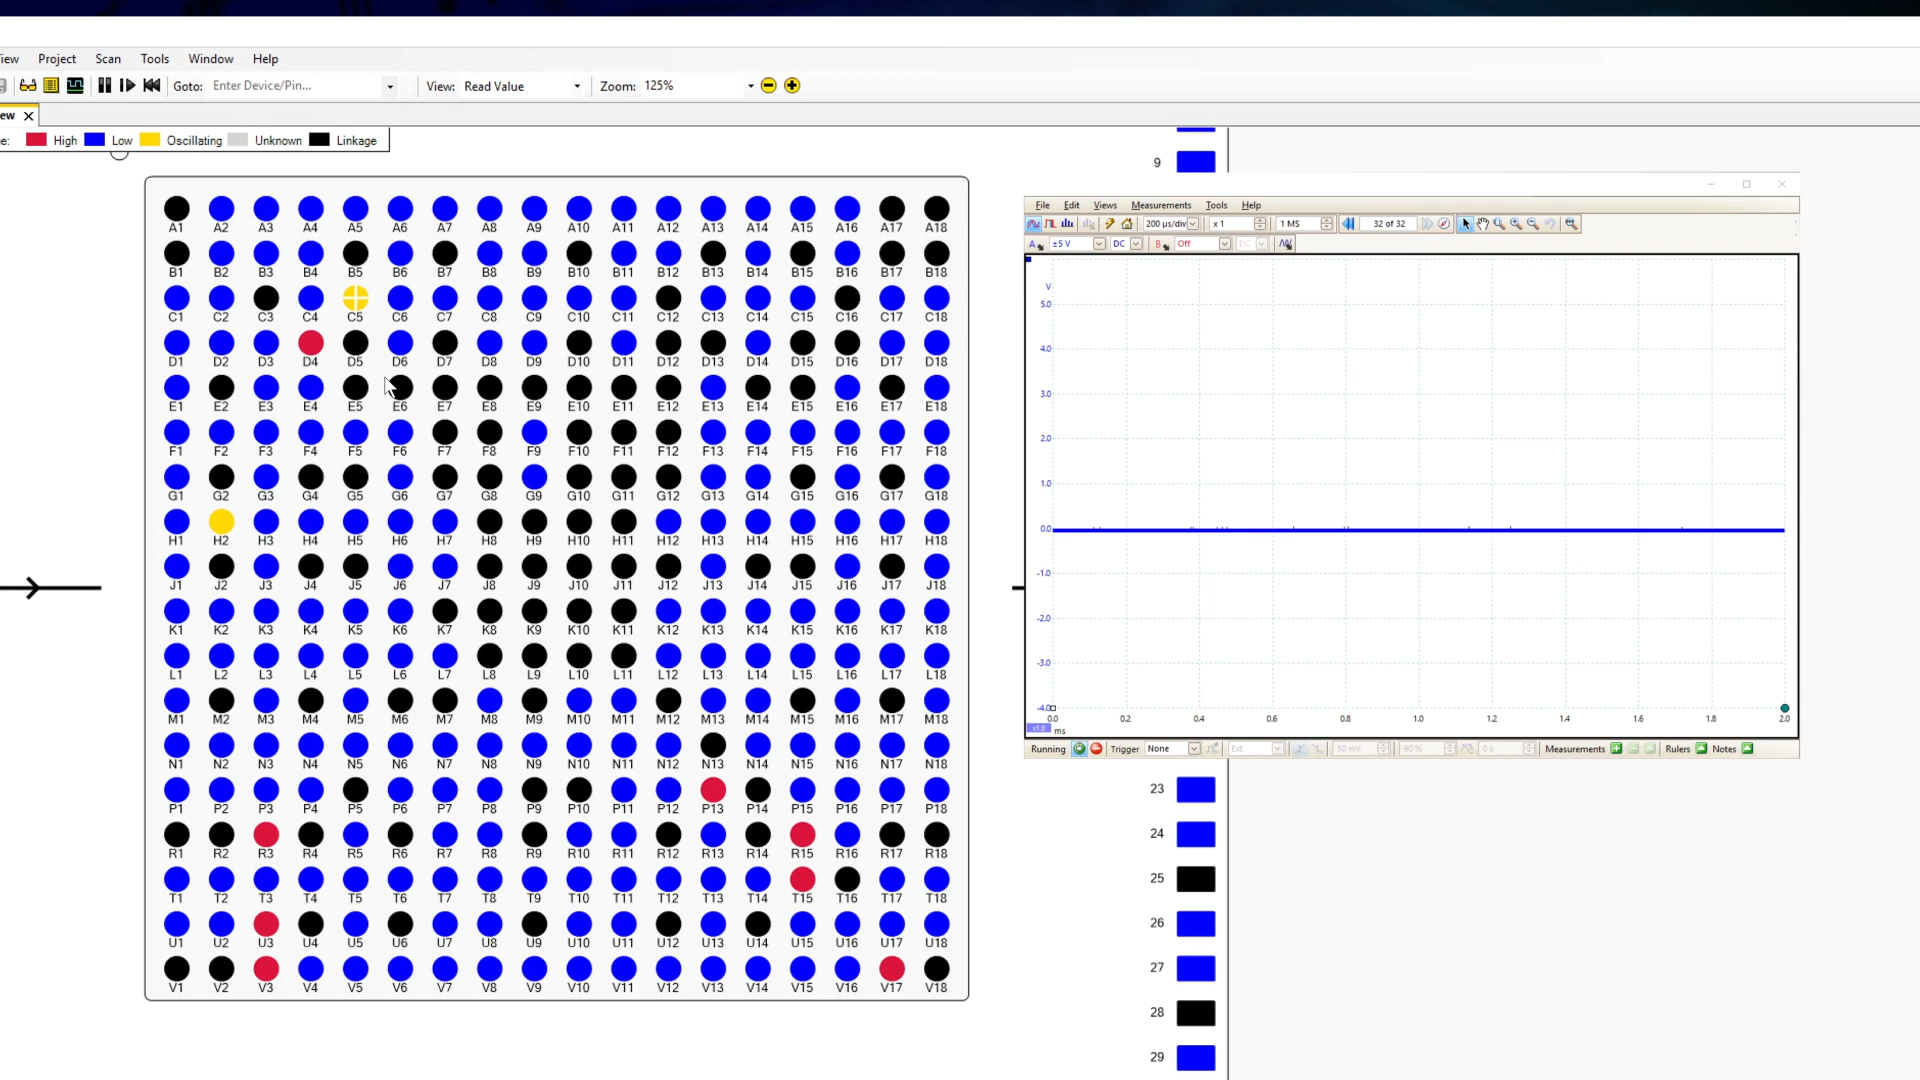 iew Project Scan Tools Window Help
Goto: Enter Device/Pin... View: Read Value Zoom: 125%
ew
e: High Low Oscillating Unknown Linkage
9
A1 A2 A3 A4 A5 A6 A7 A8 A9 A10 A11 A12 A13 A14 A15 A16 A17 A18
B1 B2 B3 B4 B5 B6 B7 B8 B9 B10 B11 B12 B13 B14 B15 B16 B17 B18
C1 C2 C3 C4 C5 C6 C7 C8 C9 C10 C11 C12 C13 C14 C15 C16 C17 C18
D1 D2 D3 D4 D5 D6 D7 D8 D9 D10 D11 D12 D13 D14 D15 D16 D17 D18
E1 E2 E3 E4 E5 E6 E7 E8 E9 E10 E11 E12 E13 E14 E15 E16 E17 E18
F1 F2 F3 F4 F5 F6 F7 F8 F9 F10 F11 F12 F13 F14 F15 F16 F17 F18
G1 G2 G3 G4 G5 G6 G7 G8 G9 G10 G11 G12 G13 G14 G15 G16 G17 G18
H1 H2 H3 H4 H5 H6 H7 H8 H9 H10 H11 H12 H13 H14 H15 H16 H17 H18
J1 J2 J3 J4 J5 J6 J7 J8 J9 J10 J11 J12 J13 J14 J15 J16 J17 J18
K1 K2 K3 K4 K5 K6 K7 K8 K9 K10 K11 K12 K13 K14 K15 K16 K17 K18
L1 L2 L3 L4 L5 L6 L7 L8 L9 L10 L11 L12 L13 L14 L15 L16 L17 L18
M1 M2 M3 M4 M5 M6 M7 M8 M9 M10 M11 M12 M13 M14 M15 M16 M17 M18
N1 N2 N3 N4 N5 N6 N7 N8 N9 N10 N11 N12 N13 N14 N15 N16 N17 N18
P1 P2 P3 P4 P5 P6 P7 P8 P9 P10 P11 P12 P13 P14 P15 P16 P17 P18
R1 R2 R3 R4 R5 R6 R7 R8 R9 R10 R11 R12 R13 R14 R15 R16 R17 R18
T1 T2 T3 T4 T5 T6 T7 T8 T9 T10 T11 T12 T13 T14 T15 T16 T17 T18
U1 U2 U3 U4 U5 U6 U7 U8 U9 U10 U11 U12 U13 U14 U15 U16 U17 U18
V1 V2 V3 V4 V5 V6 V7 V8 V9 V10 V11 V12 V13 V14 V15 V16 V17 V18
File Edit Views Measurements Tools Help
200 µs/div x 1 1 MS 32 of 32
A ±5 V DC B Off DC
V
5.0
4.0
3.0
2.0
1.0
0.0
-1.0
-2.0
-3.0
-4.0
0.0 0.2 0.4 0.6 0.8 1.0 1.2 1.4 1.6 1.8 2.0
x1.0 ms
Running Trigger None Ext 50 mV 90 % 0 s Measurements Rulers Notes
23
24
25
26
27
28
29